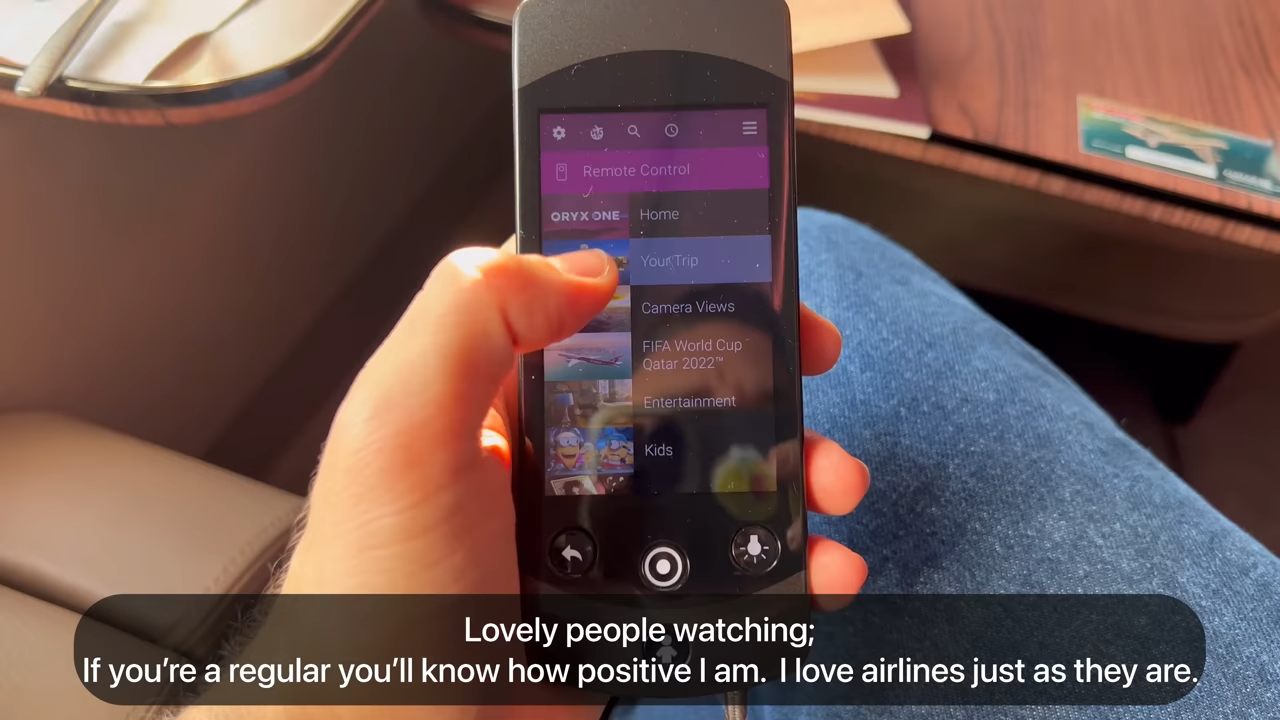 Remote Control
ORYX ONE
Home
Your Trip
Camera Views
FIFA World Cup
Qatar 2022™
Entertainment
Kids
Lovely people watching;
If you're a regular you'll know how positive I am. I love airlines just as they are.